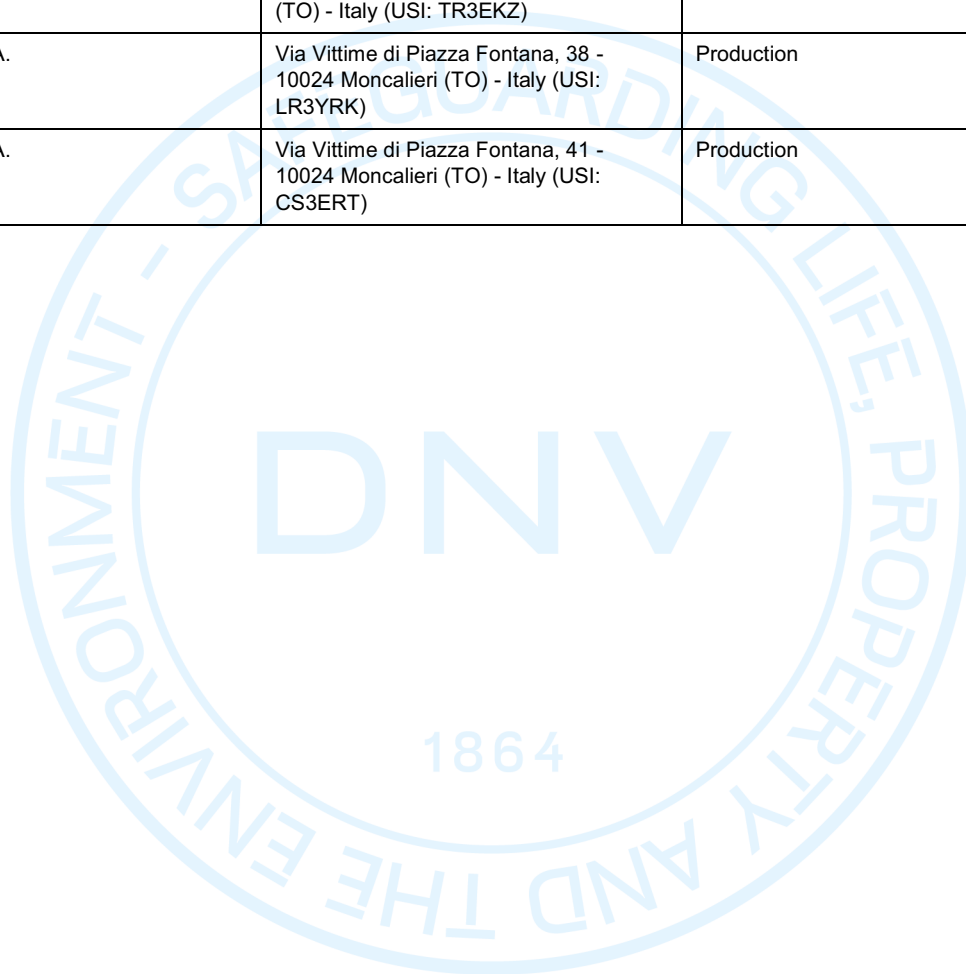 (TO) - Italy (USI: TR3EKZ)
A.
Via Vittime di Piazza Fontana, 38 -
10024 Moncalieri (TO) - Italy (USI:
LR3YRK)
Production
A.
Via Vittime di Piazza Fontana, 41 -
10024 Moncalieri (TO) - Italy (USI:
CS3ERT)
Production
SAFEGUARDING LIFE, PROPERTY AND THE ENVIRONMENT -
DNV
1864